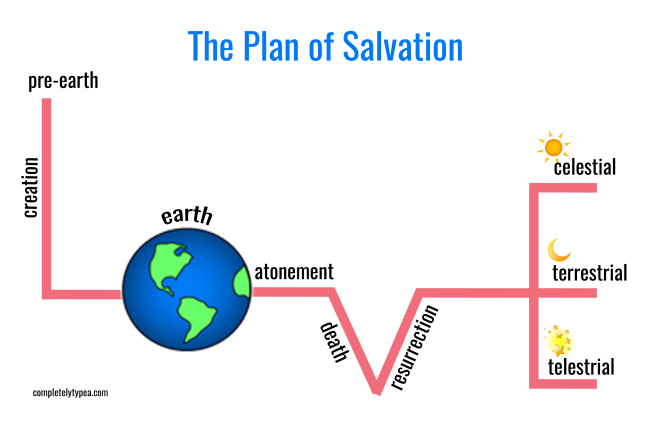 The Plan of Salvation
pre-earth
creation
earth
atonement
death
resurrection
celestial
terrestrial
telestrial
completelytypea.com